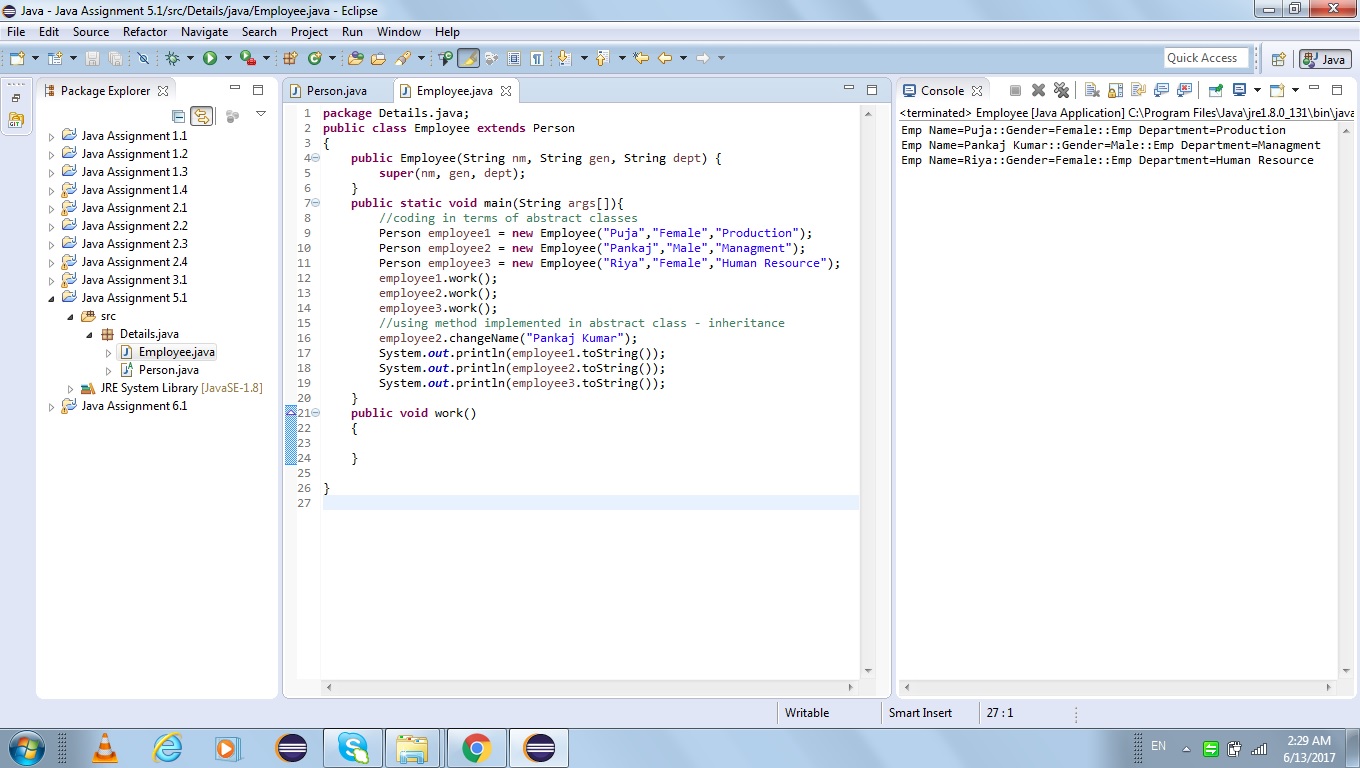 Java - Java Assignment 5.1/src/Details/java/Employee.java - Eclipse
File Edit Source Refactor Navigate Search Project Run Window Help
Quick Access
Java
Package Explorer
Java Assignment 1.1
Java Assignment 1.2
Java Assignment 1.3
Java Assignment 1.4
Java Assignment 2.1
Java Assignment 2.2
Java Assignment 2.3
Java Assignment 2.4
Java Assignment 3.1
Java Assignment 5.1
src
Details.java
Employee.java
Person.java
JRE System Library [JavaSE-1.8]
Java Assignment 6.1
Person.java
Employee.java
1 package Details.java;
2 public class Employee extends Person
3 {
4 public Employee(String nm, String gen, String dept) {
5 super(nm, gen, dept);
6 }
7 public static void main(String args[]){
8 //coding in terms of abstract classes
9 Person employee1 = new Employee("Puja","Female","Production");
10 Person employee2 = new Employee("Pankaj","Male","Managment");
11 Person employee3 = new Employee("Riya","Female","Human Resource");
12 employee1.work();
13 employee2.work();
14 employee3.work();
15 //using method implemented in abstract class - inheritance
16 employee2.changeName("Pankaj Kumar");
17 System.out.println(employee1.toString());
18 System.out.println(employee2.toString());
19 System.out.println(employee3.toString());
20 }
21 public void work()
22 {
23
24 }
25
26 }
27
Console
<terminated> Employee [Java Application] C:\Program Files\Java\jre1.8.0_131\bin\java
Emp Name=Puja::Gender=Female::Emp Department=Production
Emp Name=Pankaj Kumar::Gender=Male::Emp Department=Managment
Emp Name=Riya::Gender=Female::Emp Department=Human Resource
Writable
Smart Insert
27 : 1
EN
2:29 AM
6/13/2017